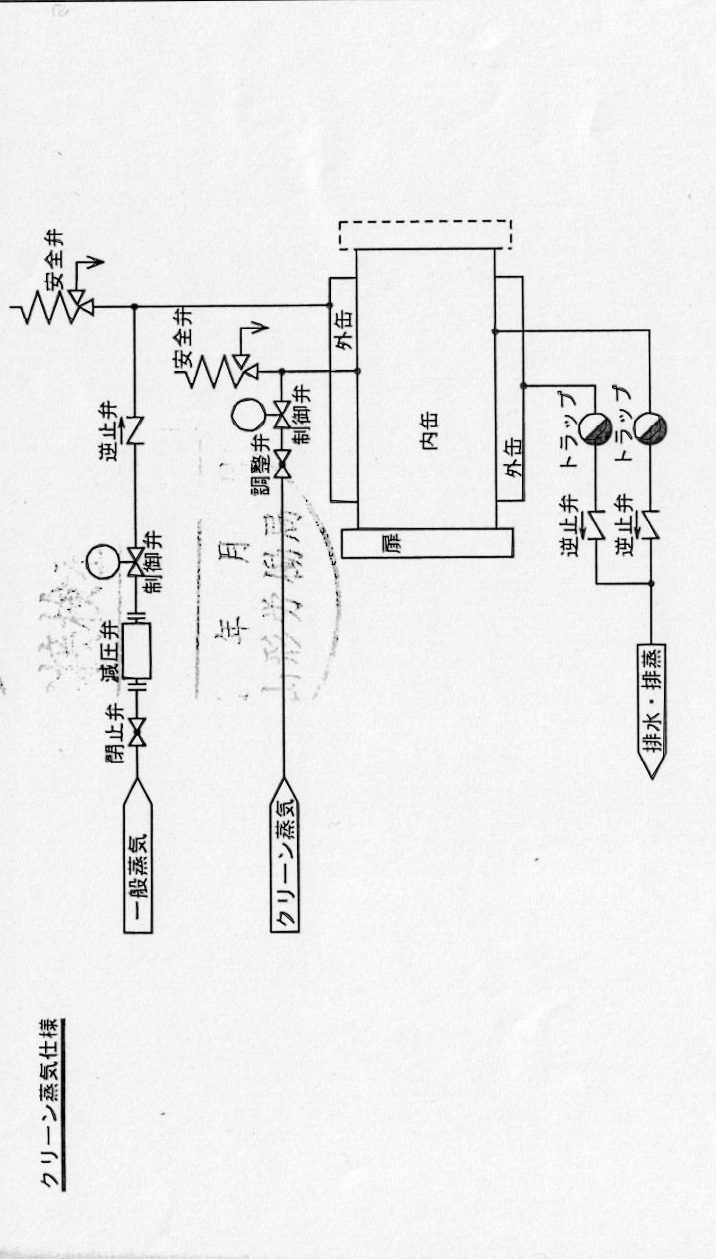 クリーン蒸気仕様
一般蒸気
閉止弁
減圧弁
制御弁
逆止弁
安全弁
クリーン蒸気
調整弁
制御弁
安全弁
外缶
扉
内缶
外缶
逆止弁
トラップ
逆止弁
トラップ
排水・排蒸
年 月